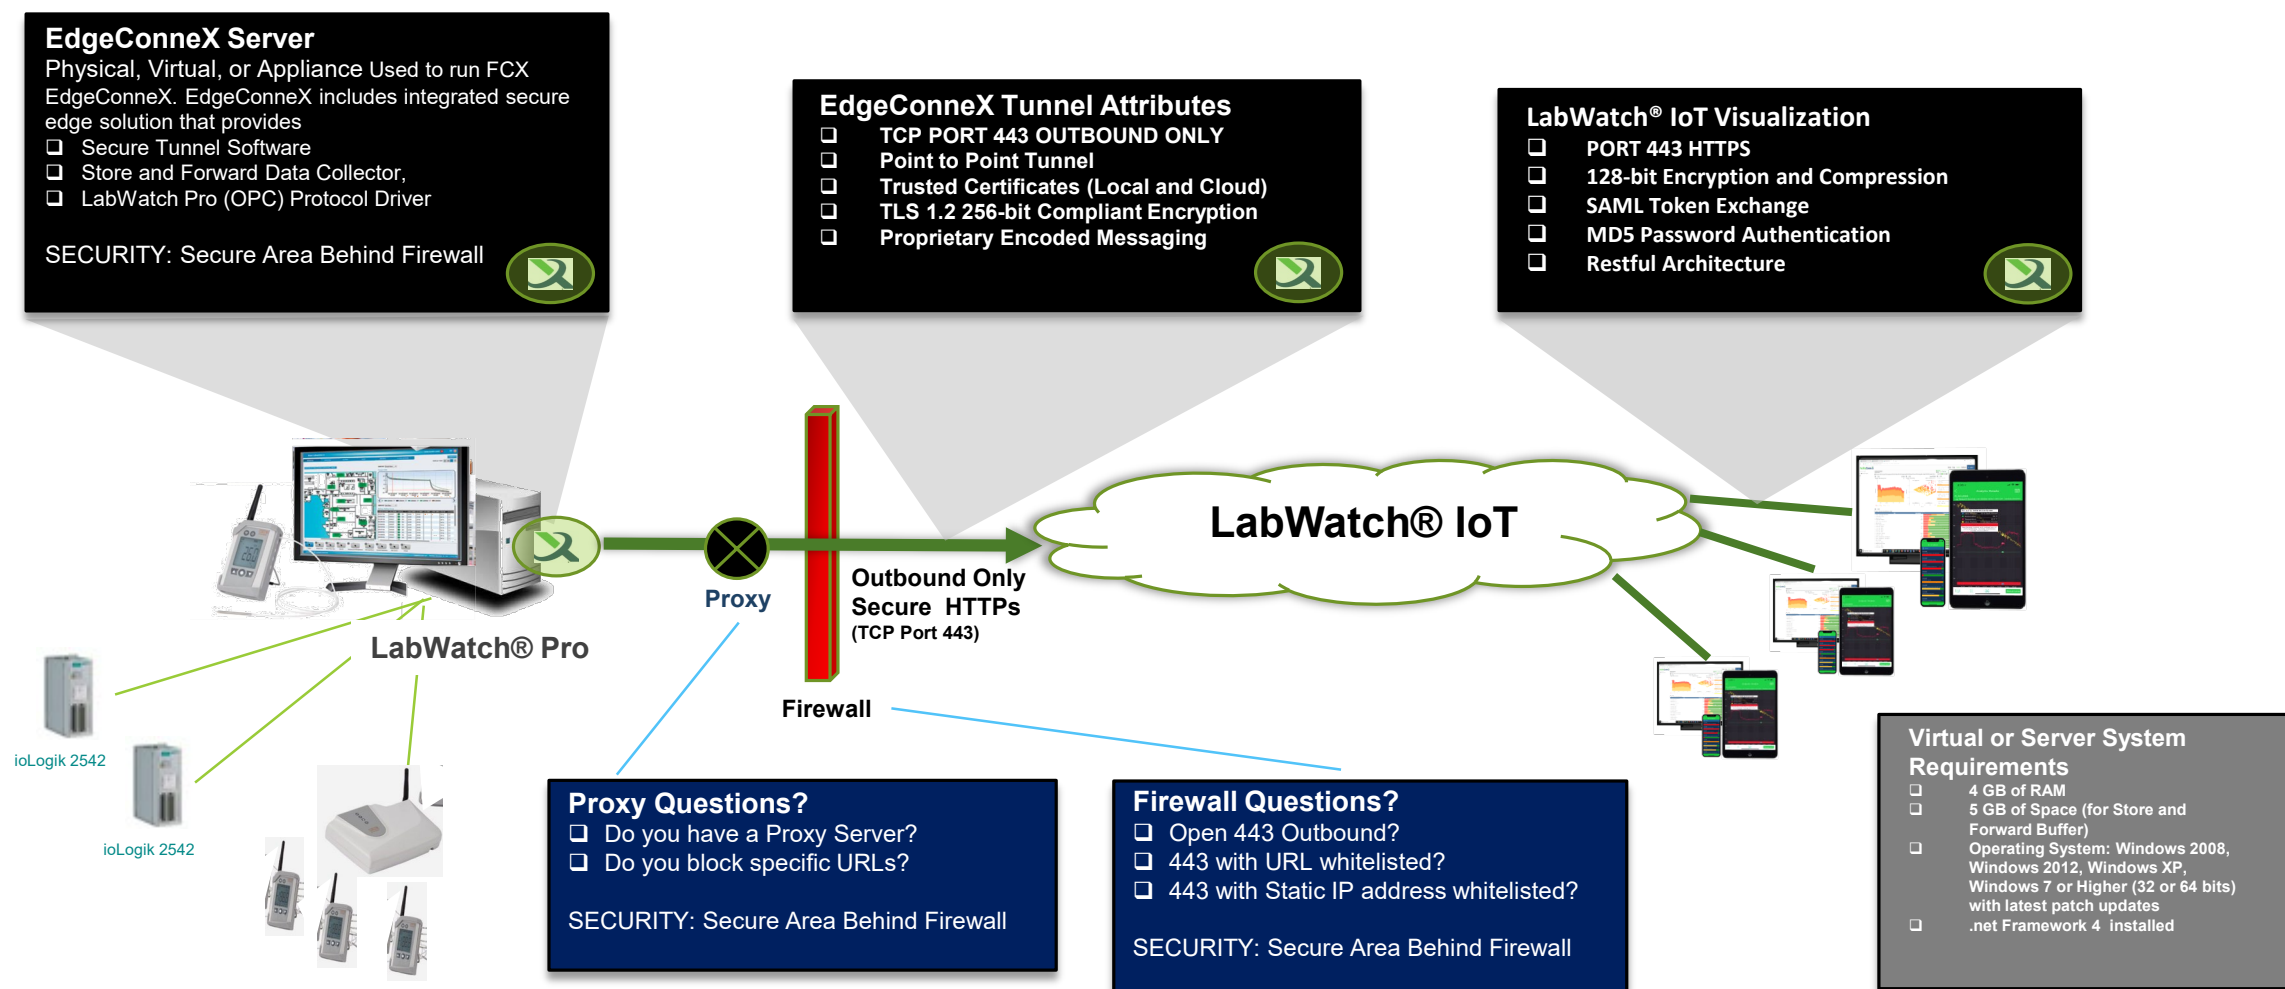 EdgeConneX Server
Physical, Virtual, or Appliance Used to run FCX
EdgeConneX. EdgeConneX includes integrated secure
edge solution that provides
❑ Secure Tunnel Software
❑ Store and Forward Data Collector,
❑ LabWatch Pro (OPC) Protocol Driver
SECURITY: Secure Area Behind Firewall
EdgeConneX Tunnel Attributes
❑ TCP PORT 443 OUTBOUND ONLY
❑ Point to Point Tunnel
❑ Trusted Certificates (Local and Cloud)
❑ TLS 1.2 256-bit Compliant Encryption
❑ Proprietary Encoded Messaging
LabWatch® IoT Visualization
❑ PORT 443 HTTPS
❑ 128-bit Encryption and Compression
❑ SAML Token Exchange
❑ MD5 Password Authentication
❑ Restful Architecture
LabWatch® Pro
ioLogik 2542
ioLogik 2542
Proxy
Outbound Only
Secure HTTPs
(TCP Port 443)
Firewall
LabWatch® IoT
Proxy Questions?
❑ Do you have a Proxy Server?
❑ Do you block specific URLs?
SECURITY: Secure Area Behind Firewall
Firewall Questions?
❑ Open 443 Outbound?
❑ 443 with URL whitelisted?
❑ 443 with Static IP address whitelisted?
SECURITY: Secure Area Behind Firewall
Virtual or Server System
Requirements
❑ 4 GB of RAM
❑ 5 GB of Space (for Store and
Forward Buffer)
❑ Operating System: Windows 2008,
Windows 2012, Windows XP,
Windows 7 or Higher (32 or 64 bits)
with latest patch updates
❑ .net Framework 4 installed